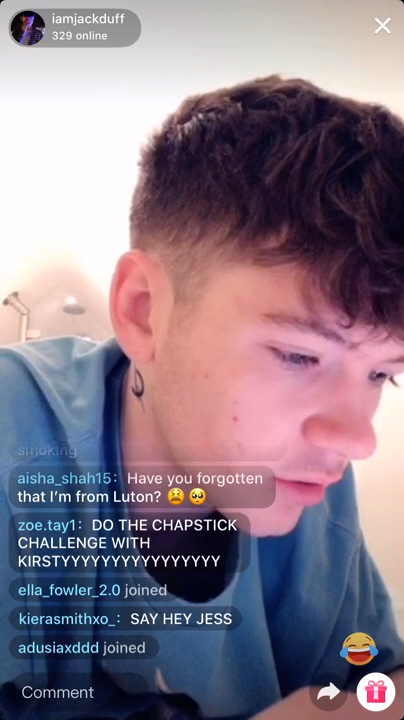 iamjackduff
329 online
smoking
aisha_shah15: Have you forgotten
that I'm from Luton? 😫🥺
zoe.tay1: DO THE CHAPSTICK
CHALLENGE WITH
KIRSTYYYYYYYYYYYYYYYY
ella_fowler_2.0 joined
kierasmithxo_: SAY HEY JESS
adusiaxddd joined
Comment